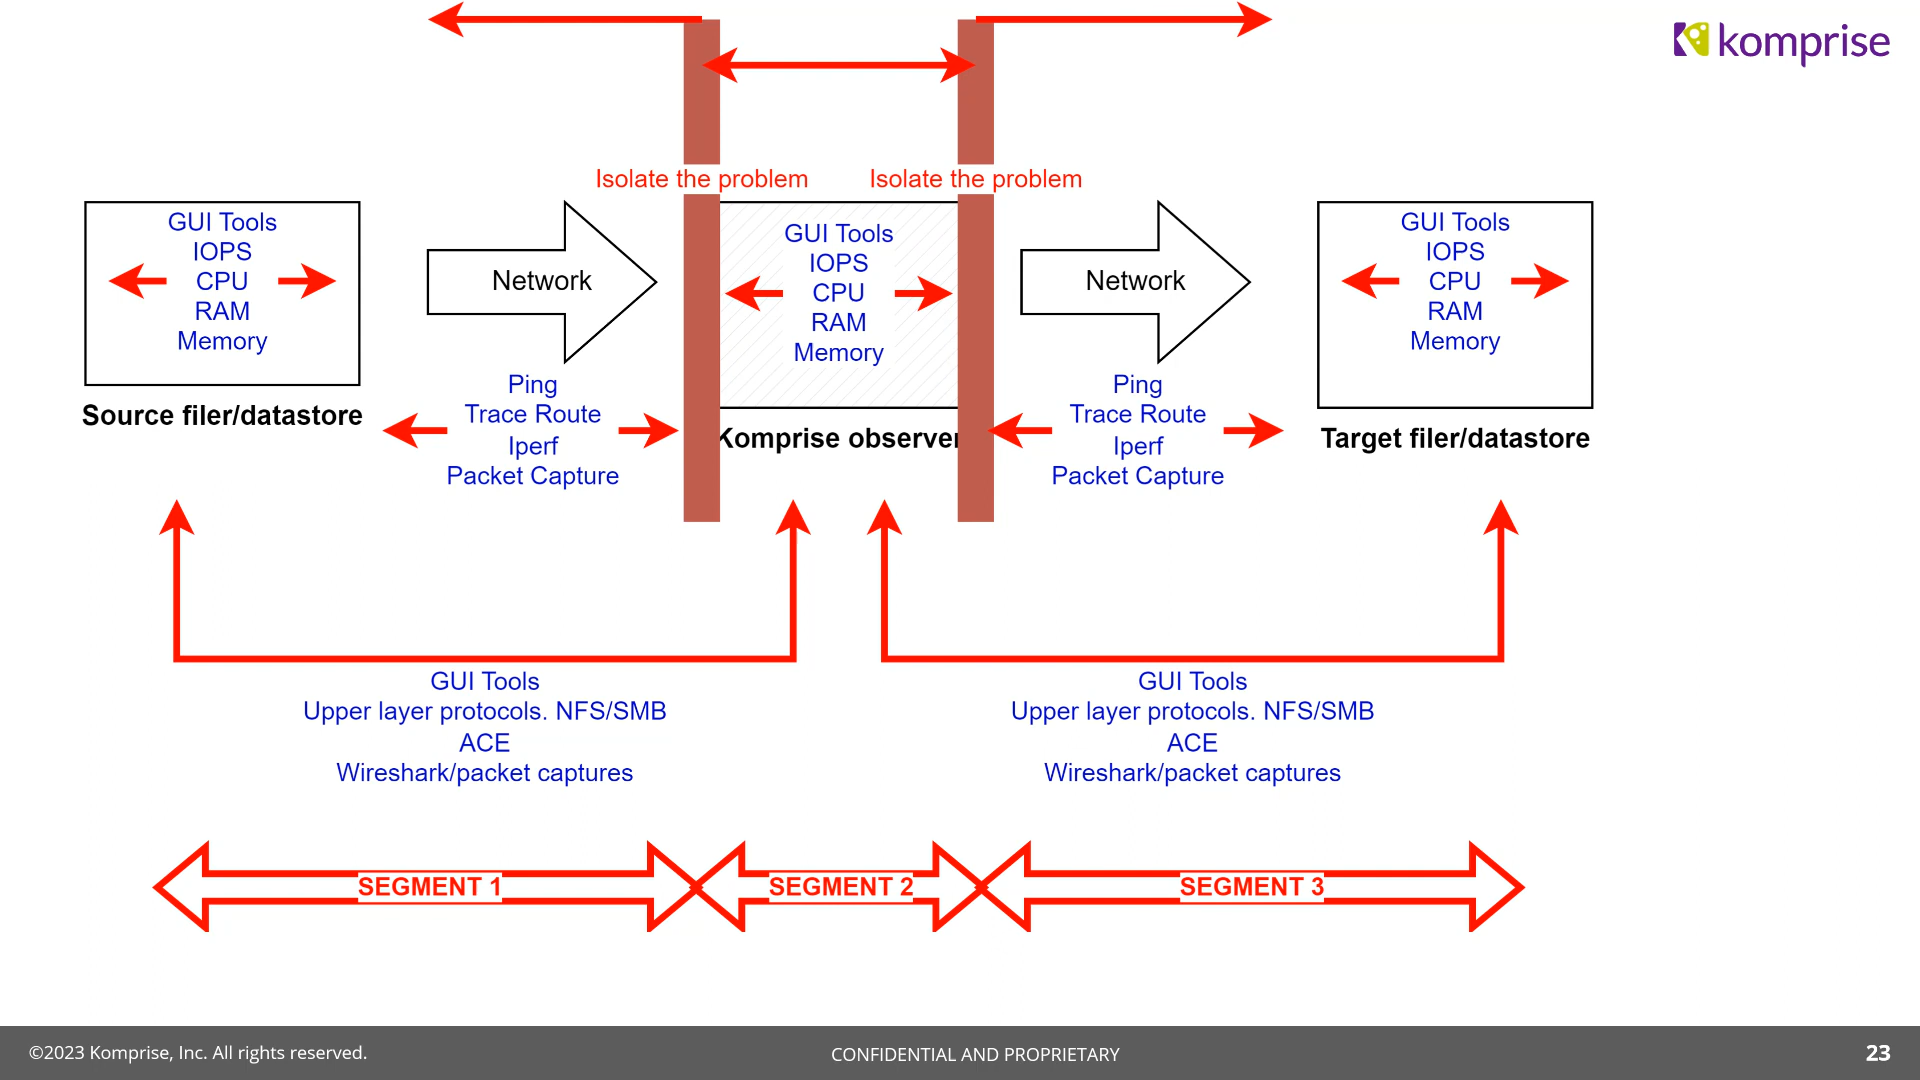 komprise
Isolate the problem
Isolate the problem
GUI Tools
IOPS
CPU
RAM
Memory
Source filer/datastore
Network
Ping
Trace Route
Iperf
Packet Capture
GUI Tools
IOPS
CPU
RAM
Memory
Komprise observer
Network
Ping
Trace Route
Iperf
Packet Capture
GUI Tools
IOPS
CPU
RAM
Memory
Target filer/datastore
GUI Tools
Upper layer protocols. NFS/SMB
ACE
Wireshark/packet captures
GUI Tools
Upper layer protocols. NFS/SMB
ACE
Wireshark/packet captures
SEGMENT 1
SEGMENT 2
SEGMENT 3
©2023 Komprise, Inc. All rights reserved.
CONFIDENTIAL AND PROPRIETARY
23